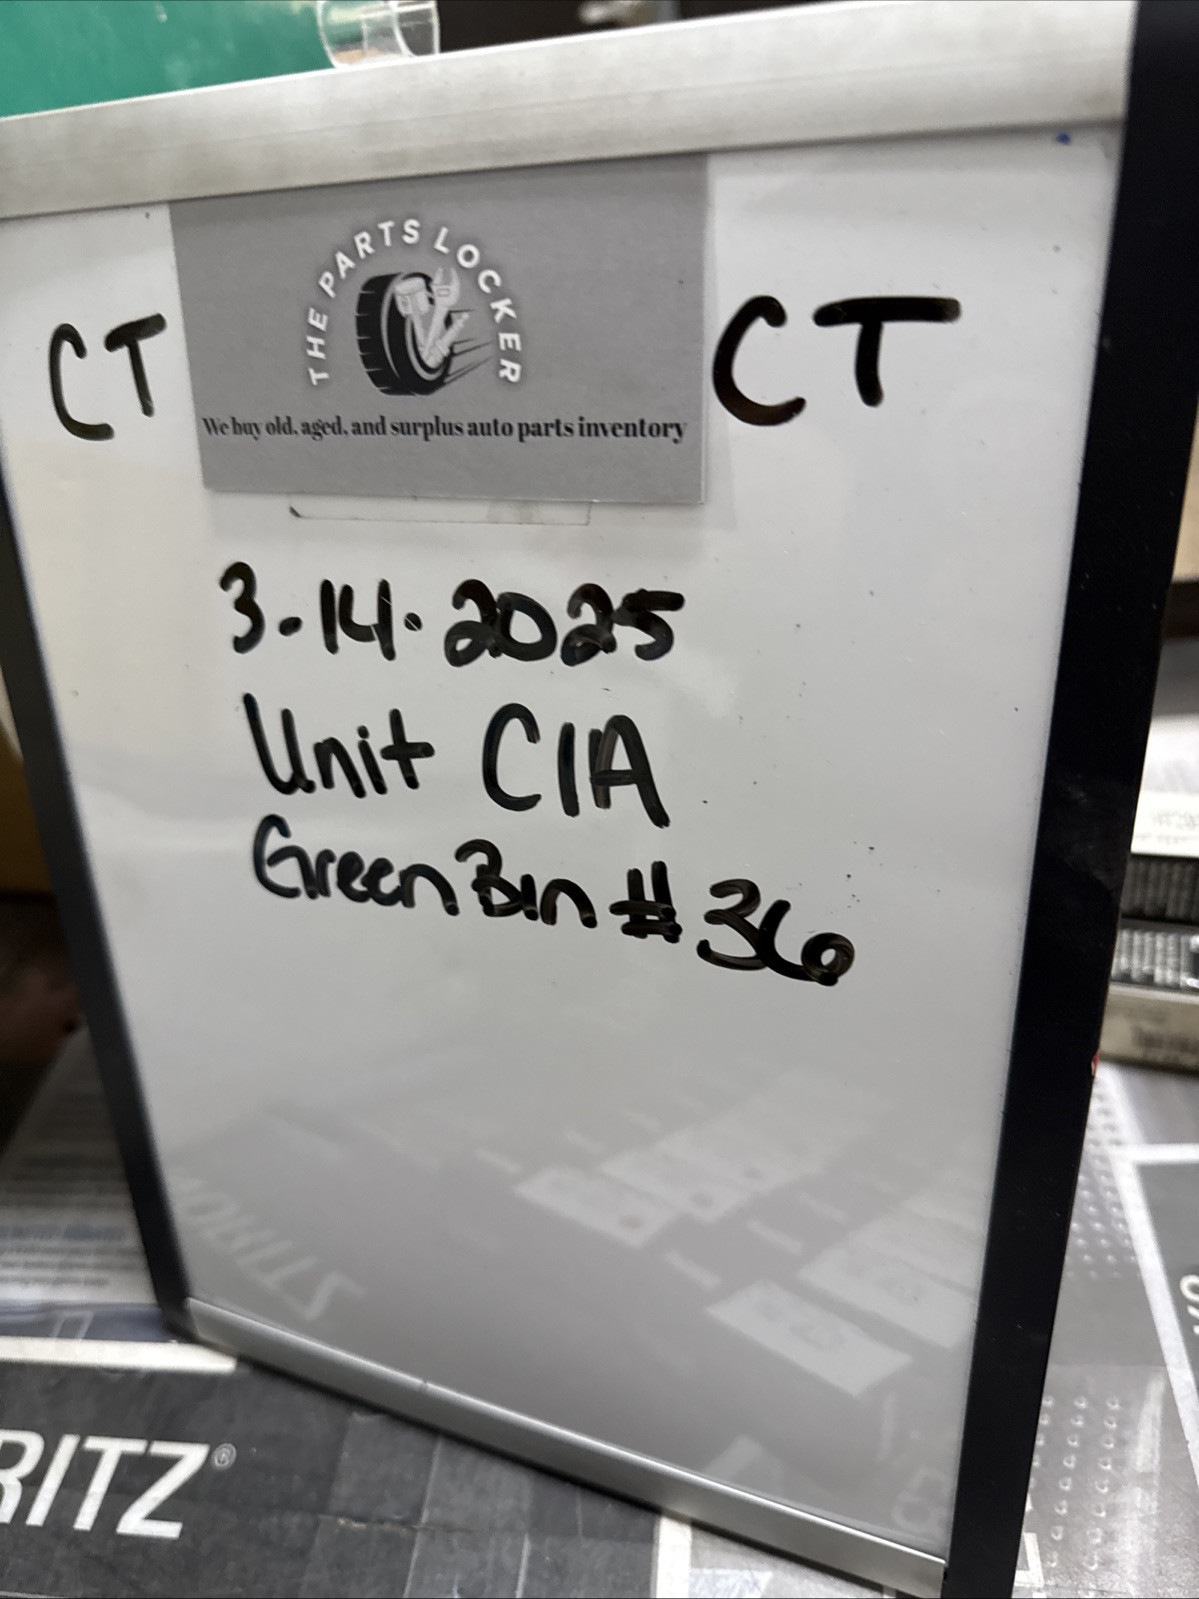 THE PARTS LOCKER
CT
CT
We buy old, aged, and surplus auto parts inventory
3-14-2025
Unit C1A
Green Bin # 36
RITZ®